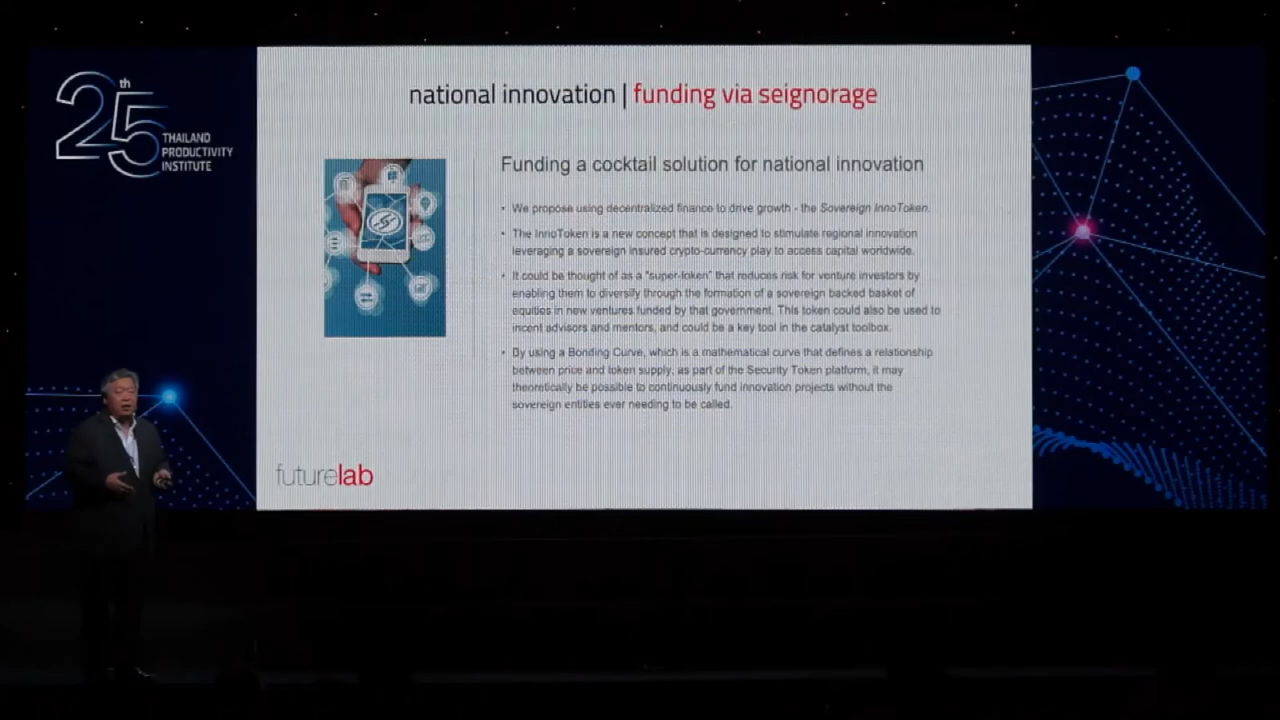 25th
THAILAND
PRODUCTIVITY
INSTITUTE
national innovation | funding via seignorage
Funding a cocktail solution for national innovation
• We propose using decentralized finance to drive growth - the Sovereign InnoToken.
• The InnoToken is a new concept that is designed to stimulate regional innovation
leveraging a sovereign insured crypto-currency play to access capital worldwide.
• It could be thought of as a "super-token" that reduces risk for venture investors by
enabling them to diversify through the formation of a sovereign backed basket of
equities in new ventures funded by that government. This token could also be used to
incent advisors and mentors, and could be a key tool in the catalyst toolbox.
• By using a Bonding Curve, which is a mathematical curve that defines a relationship
between price and token supply, as part of the Security Token platform, it may
theoretically be possible to continuously fund innovation projects without the
sovereign entities ever needing to be called.
futurelab